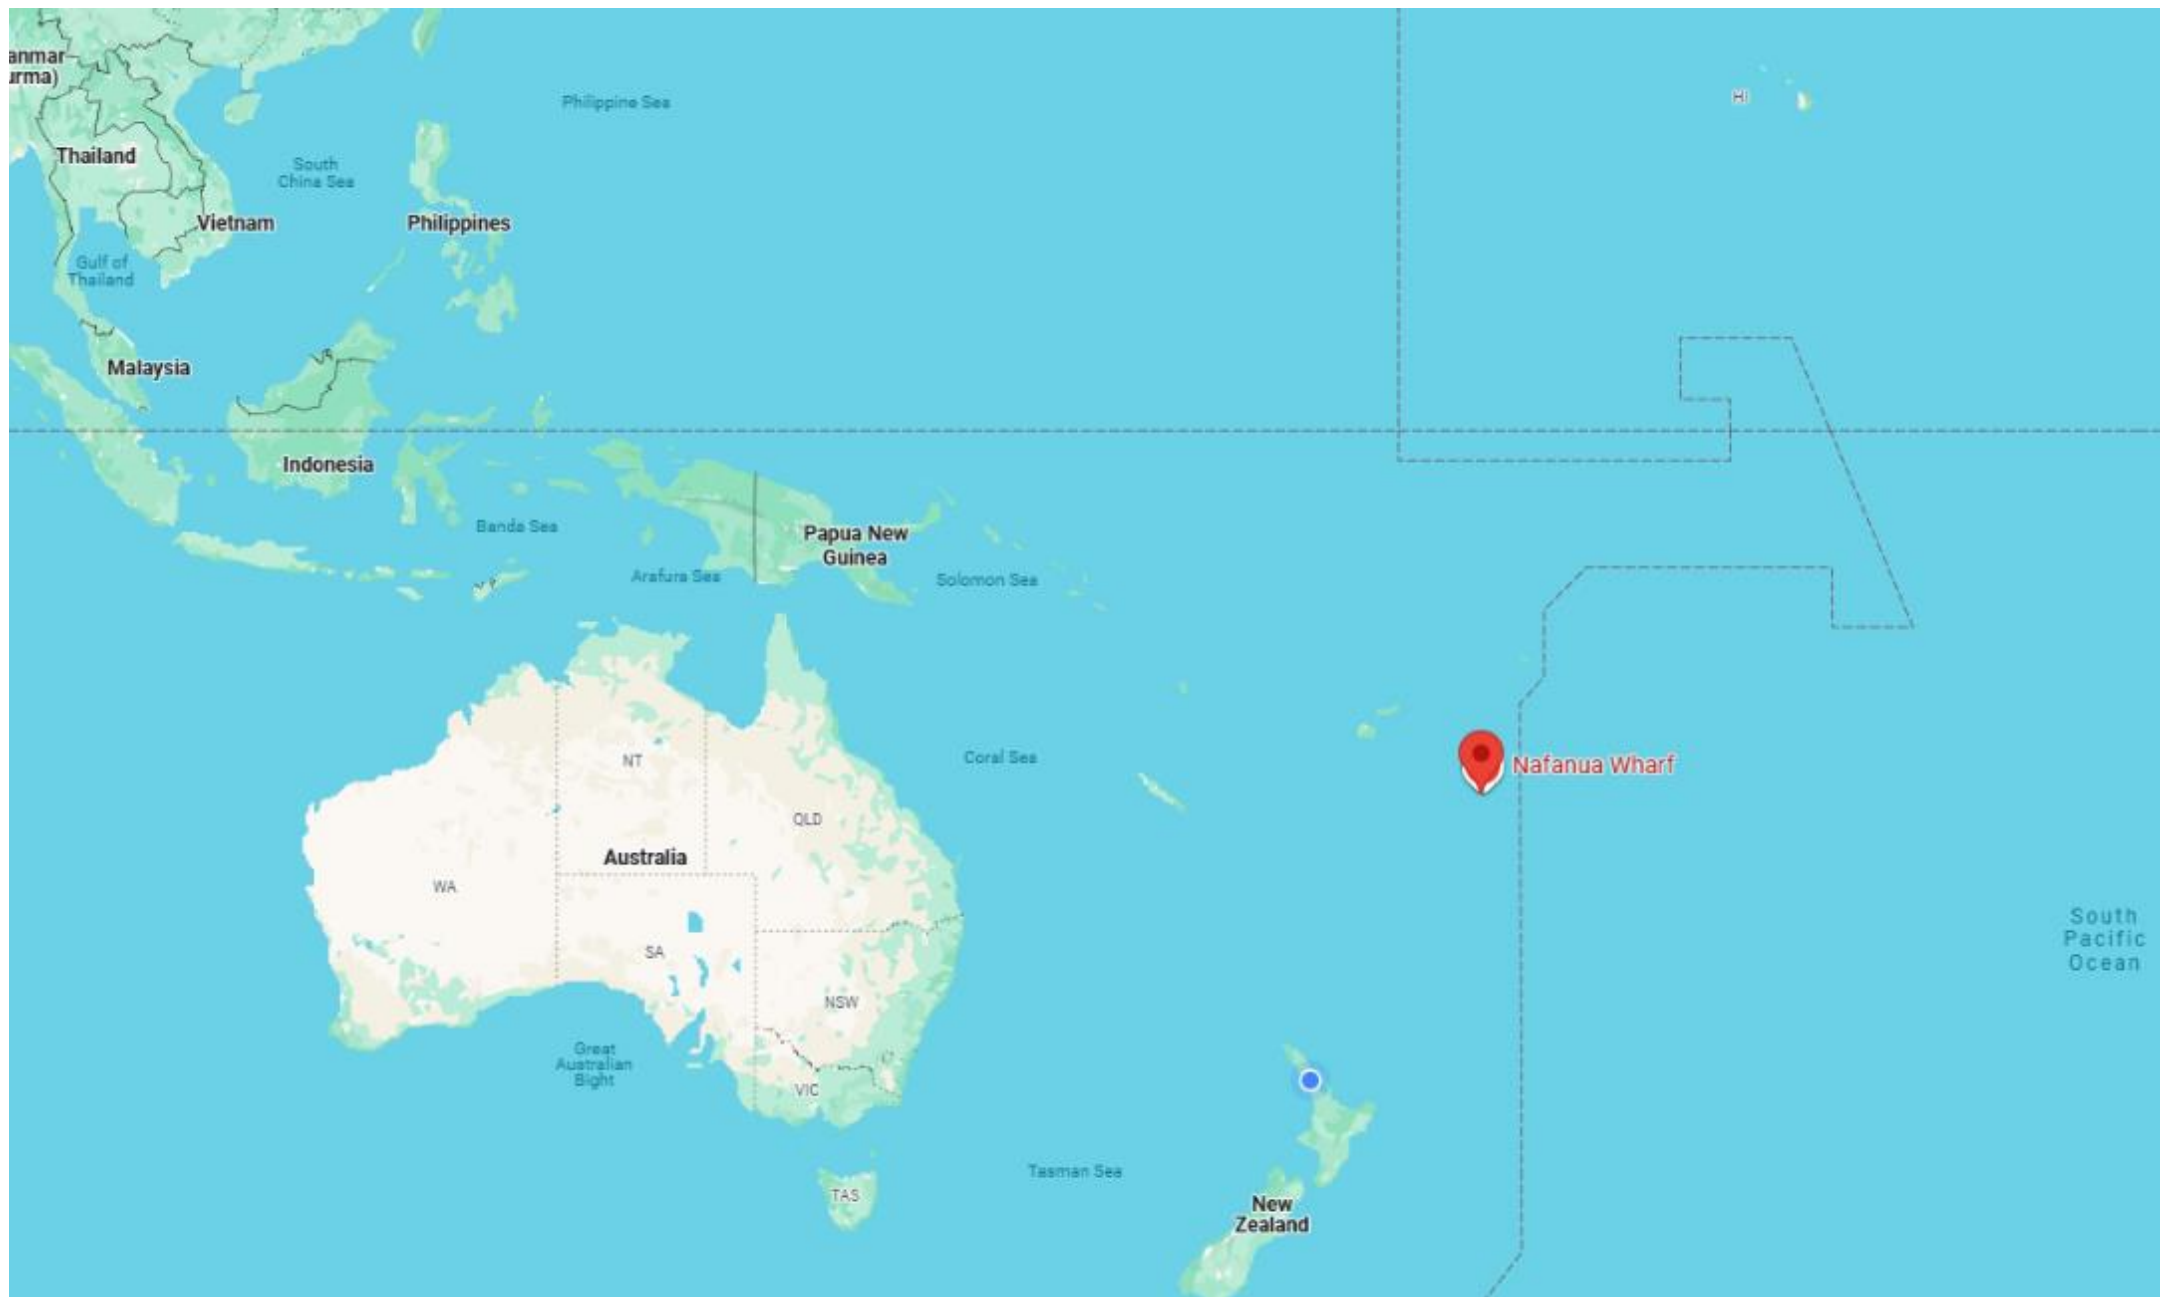 anmar
urma)
Philippine Sea
HI
Thailand
South
China Sea
Vietnam
Philippines
Gulf of
Thailand
Malaysia
Indonesia
Banda Sea
Papua New
Guinea
Arafura Sea
Solomon Sea
NT
Coral Sea
Nafanua Wharf
QLD
Australia
WA
SA
NSW
South
Pacific
Ocean
Great
Australian
Bight
VIC
Tasman Sea
TAS
New
Zealand